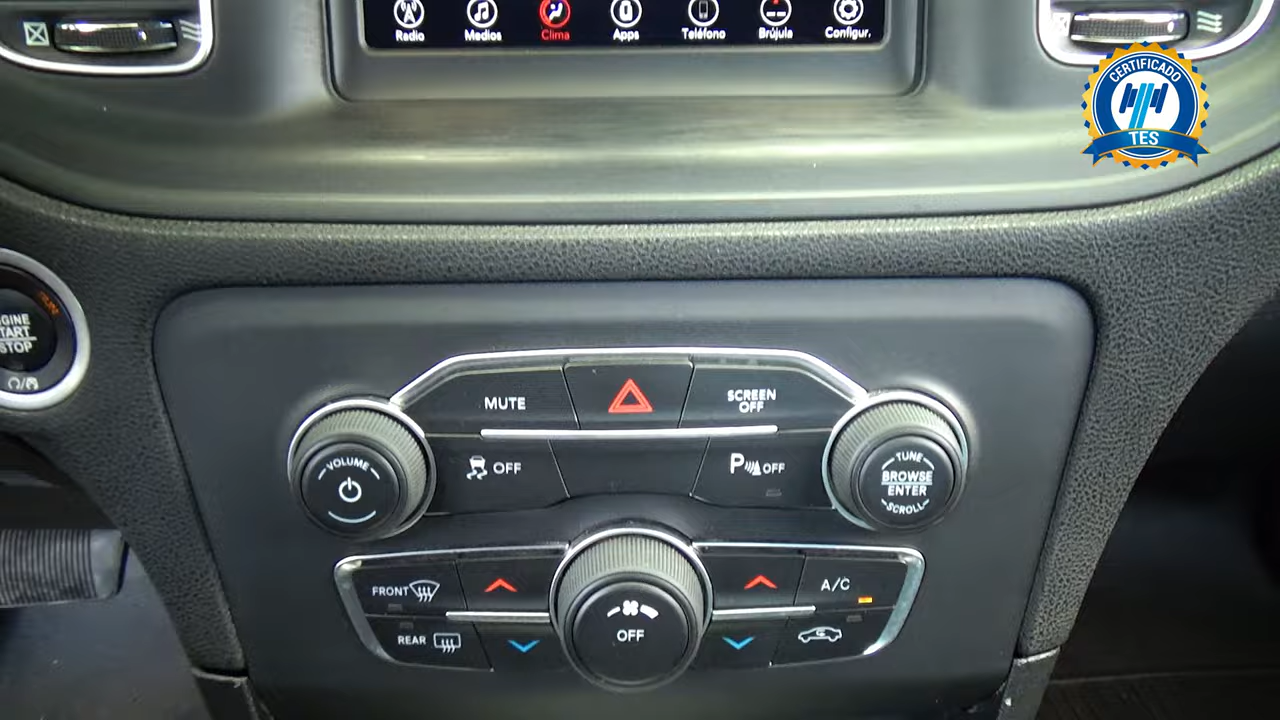 Radio Medios Clima Apps Teléfono Brújula Configur.
CERTIFICADO
TES
START
STOP
MUTE
SCREEN
OFF
VOLUME
OFF
P OFF
TUNE
BROWSE
ENTER
SCROLL
FRONT
A/C
REAR
OFF